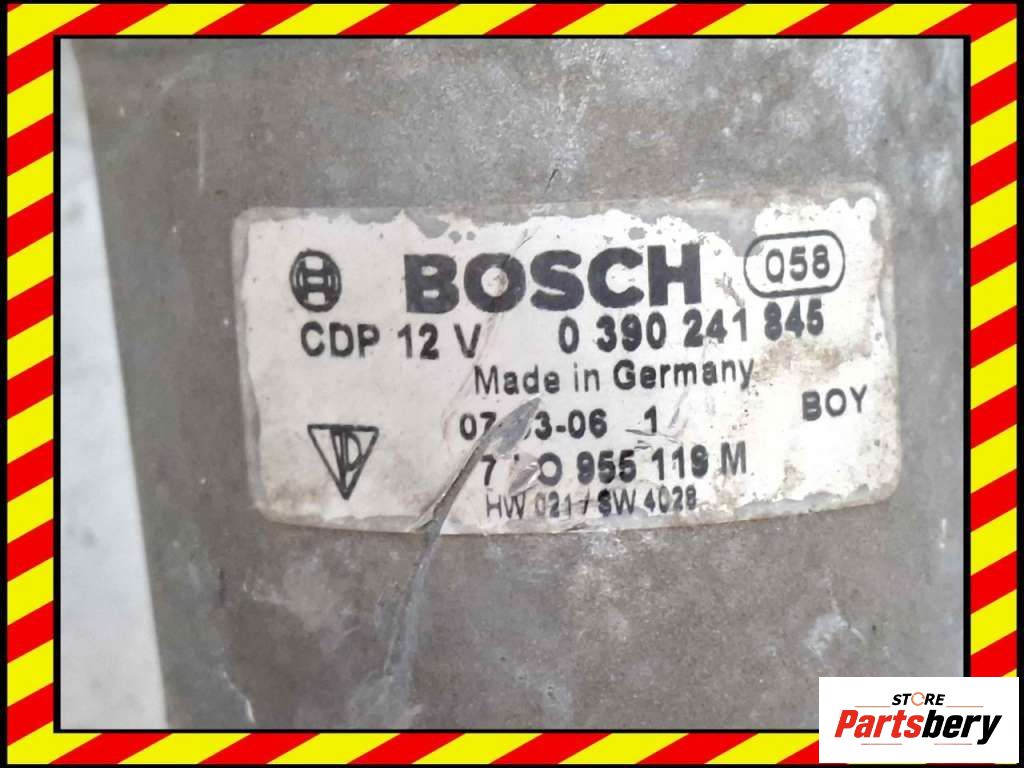 BOSCH Q58
CDP 12 V 0 390 241 845
Made in Germany
1
BOY
955 119 M
HW 021 / SW 4028
STORE
Partsbery